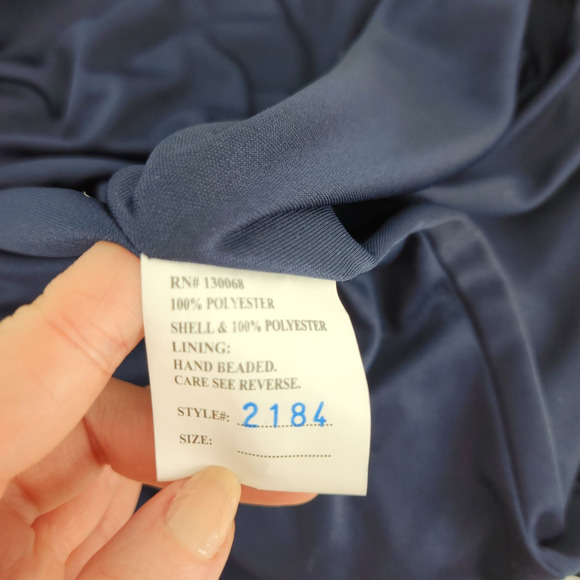 RN# 130068
100% POLYESTER
SHELL & 100% POLYESTER
LINING:
HAND BEADED.
CARE SEE REVERSE.
STYLE#: 2184
SIZE: